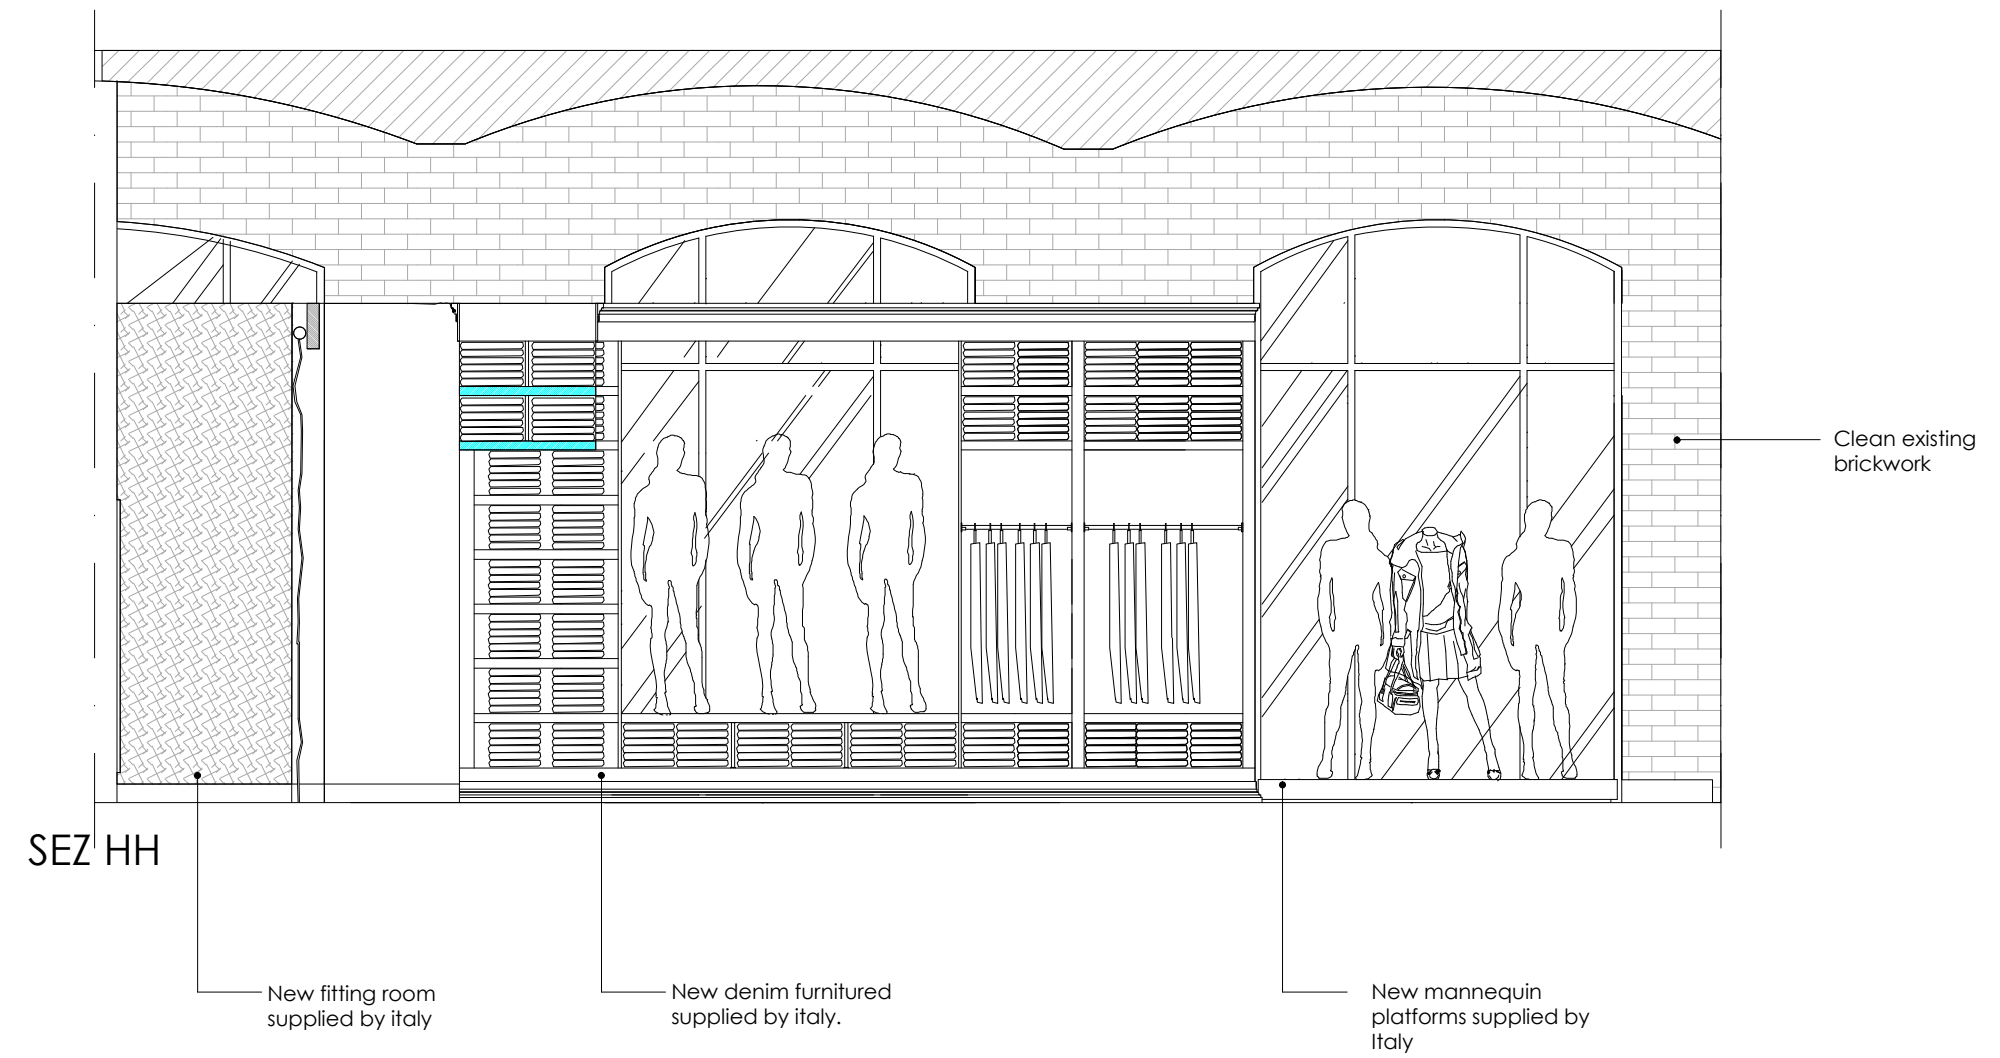 Clean existing
brickwork
SEZ HH
New fitting room
supplied by italy
New denim furnitured
supplied by italy.
New mannequin
platforms supplied by
Italy